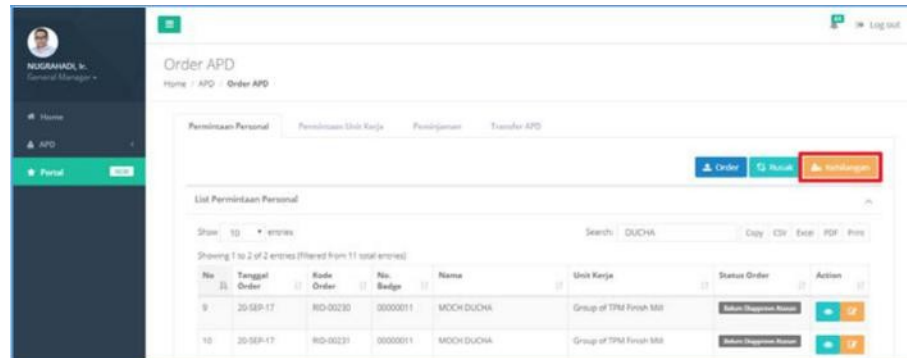 NUGRAHADI, Ir.
General Manager
Home
APD
Portal
NEW
Log out
Order APD
Home / APD / Order APD
Permintaan Personal Permintaan Unit Kerja Peminjaman Transfer APD
Order Rusak Kehilangan
List Permintaan Personal
Show 10 entries Search: DUCHA Copy CSV Excel PDF Print
Showing 1 to 2 of 2 entries (filtered from 11 total entries)
No Tanggal Order Kode Order No. Badge Nama Unit Kerja Status Order Action
9 20-SEP-17 RID-00230 00000011 MOCH DUCHA Group of TPM Finish Mill Belum Diapprove Atasan
10 20-SEP-17 RID-00231 00000011 MOCH DUCHA Group of TPM Finish Mill Belum Diapprove Atasan